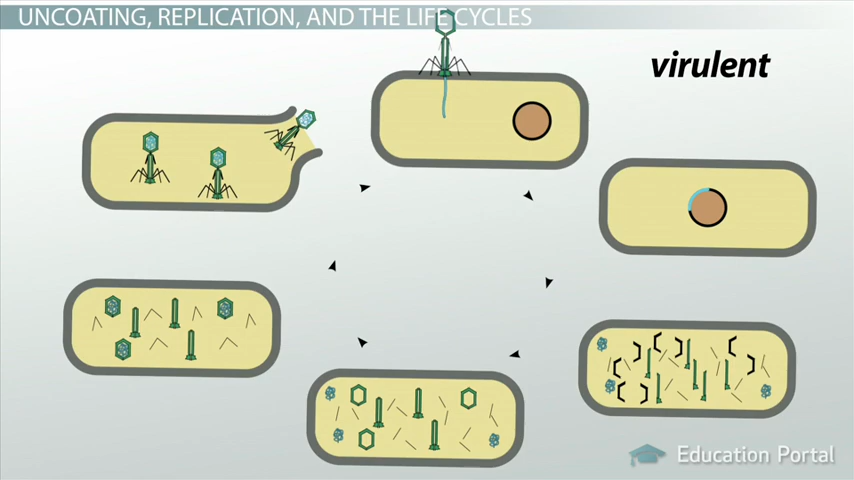 UNCOATING, REPLICATION, AND THE LIFE CYCLES
virulent
Education Portal